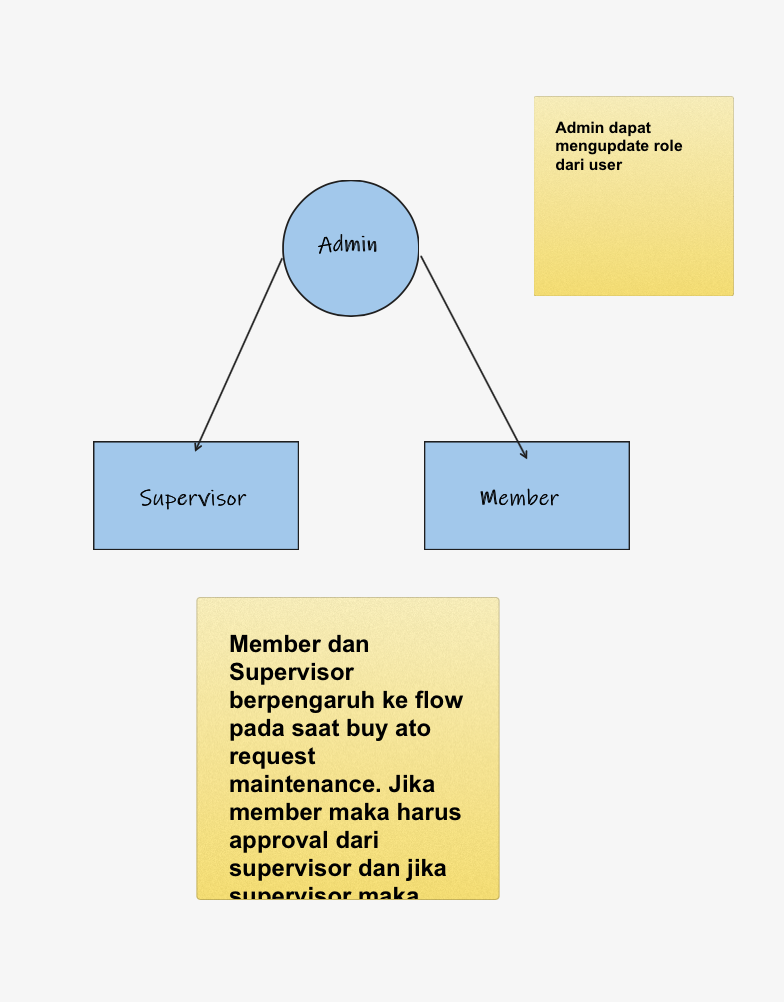 Admin dapat
mengupdate role
dari user
Admin
Supervisor
Member
Member dan
Supervisor
berpengaruh ke flow
pada saat buy ato
request
maintenance. Jika
member maka harus
approval dari
supervisor dan jika
supervisor maka